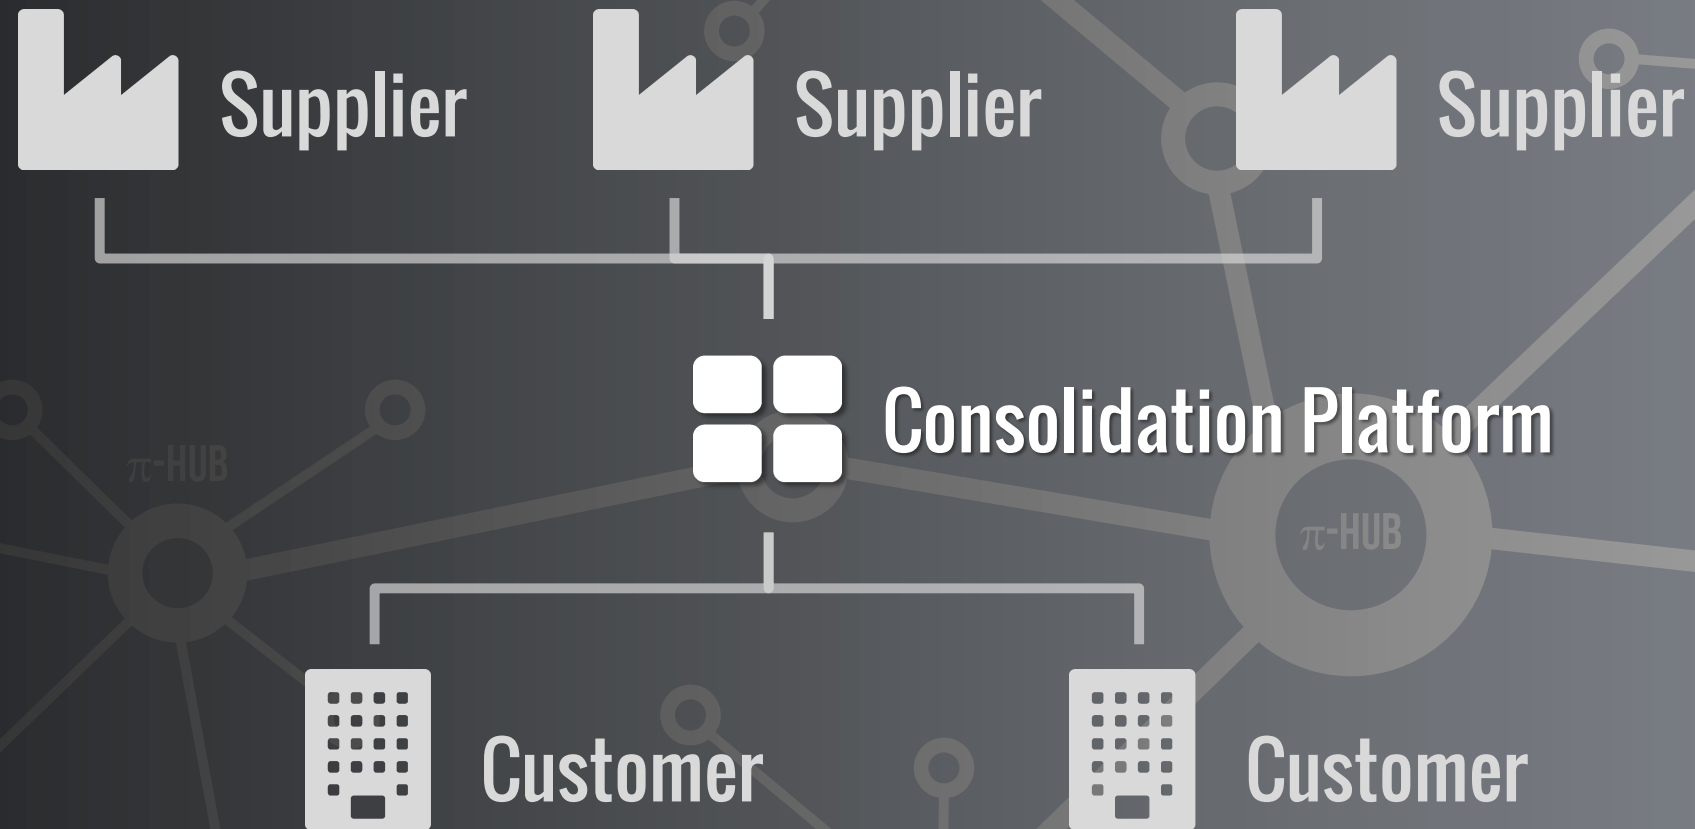 Supplier
Supplier
Supplier
Consolidation Platform
π-HUB
π-HUB
Customer
Customer